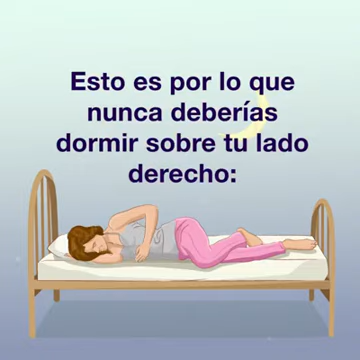 Esto es por lo que
nunca deberías
dormir sobre tu lado
derecho: